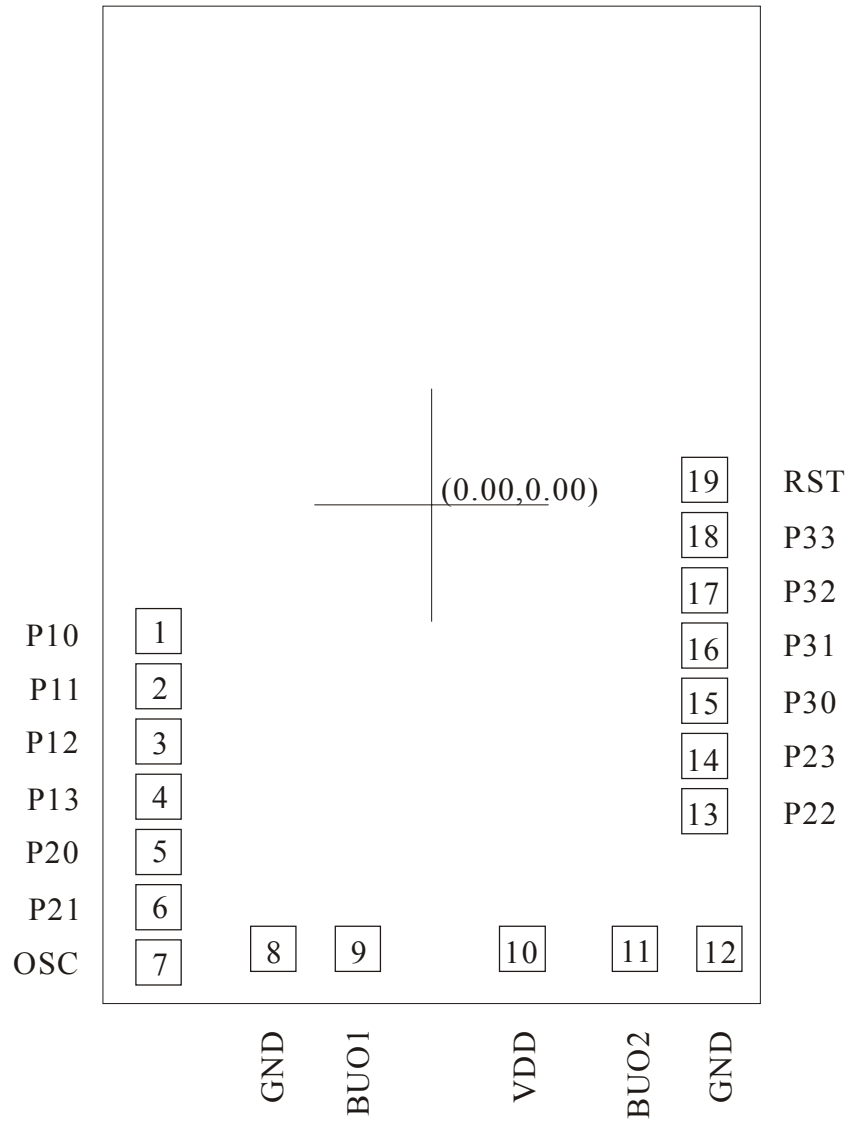 (0.00,0.00)
19 RST
18 P33
17 P32
P10 1
16 P31
P11 2
15 P30
P12 3
14 P23
P13 4
13 P22
P20 5
P21 6
OSC 7 8 9 10 11 12
GND BUO1 VDD BUO2 GND